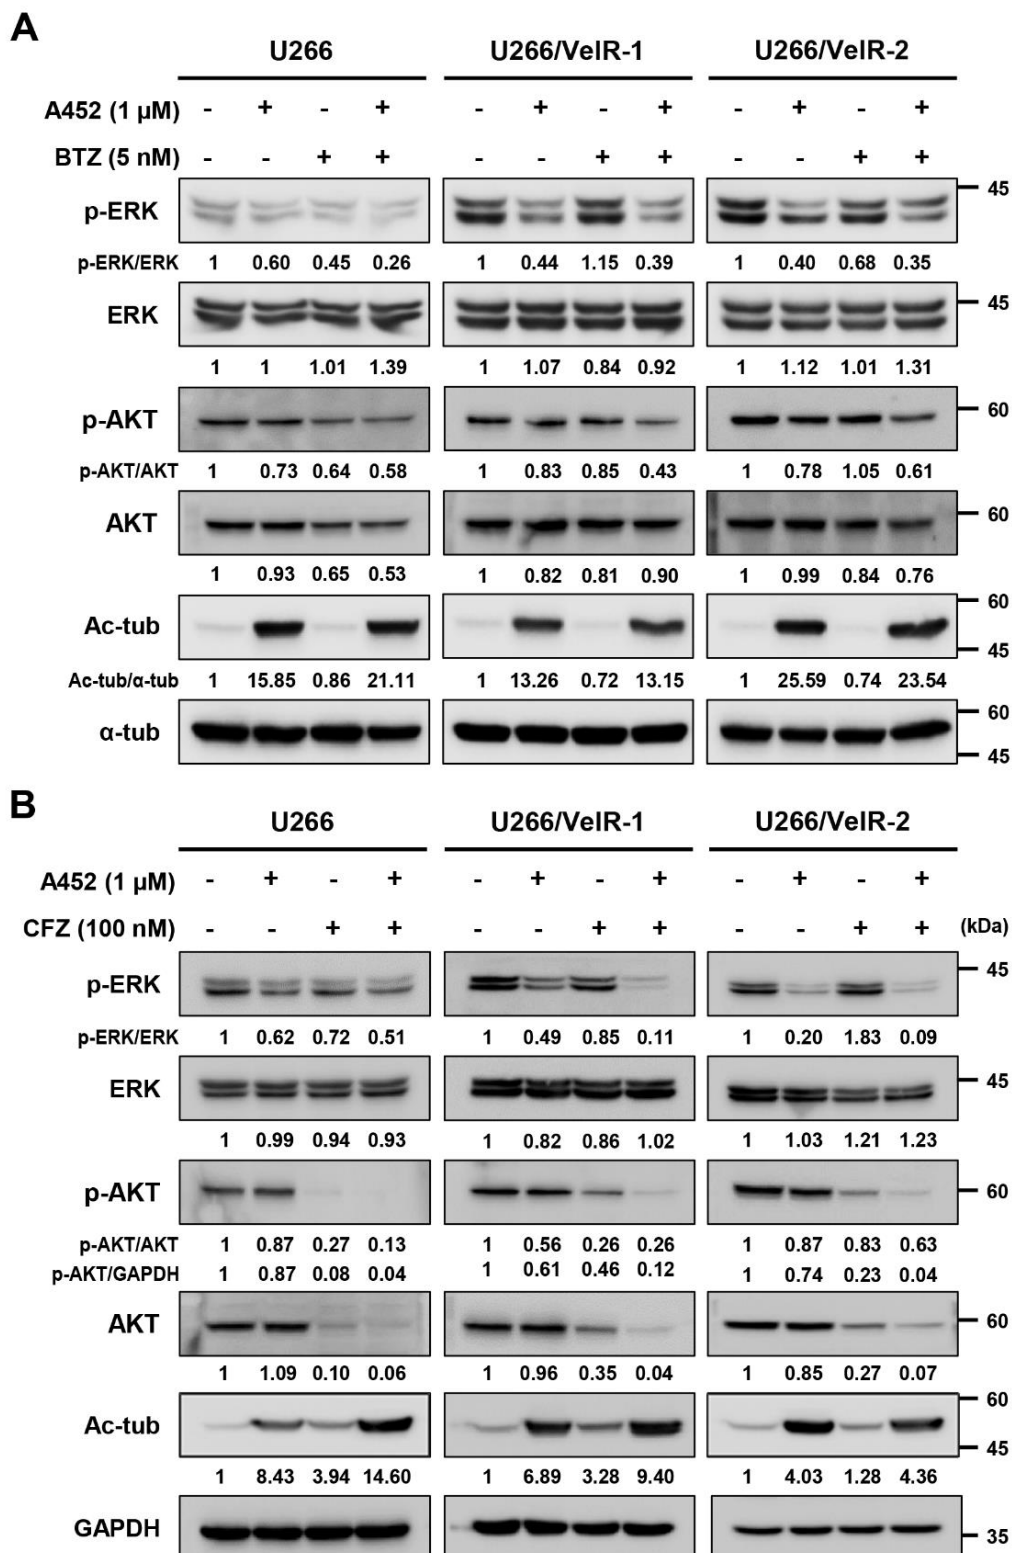 A
U266 U266/VelR-1 U266/VelR-2
A452 (1 µM) - + - + - + - + - + - +
BTZ (5 nM) - - + + - - + + - - + +
p-ERK 45
p-ERK/ERK 1 0.60 0.45 0.26 1 0.44 1.15 0.39 1 0.40 0.68 0.35
ERK 45
1 1 1.01 1.39 1 1.07 0.84 0.92 1 1.12 1.01 1.31
p-AKT 60
p-AKT/AKT 1 0.73 0.64 0.58 1 0.83 0.85 0.43 1 0.78 1.05 0.61
AKT 60
1 0.93 0.65 0.53 1 0.82 0.81 0.90 1 0.99 0.84 0.76
Ac-tub 60
45
Ac-tub/α-tub 1 15.85 0.86 21.11 1 13.26 0.72 13.15 1 25.59 0.74 23.54
α-tub 60
45
B
U266 U266/VelR-1 U266/VelR-2
A452 (1 µM) - + - + - + - + - + - +
CFZ (100 nM) - - + + - - + + - - + + (kDa)
p-ERK 45
p-ERK/ERK 1 0.62 0.72 0.51 1 0.49 0.85 0.11 1 0.20 1.83 0.09
ERK 45
1 0.99 0.94 0.93 1 0.82 0.86 1.02 1 1.03 1.21 1.23
p-AKT 60
p-AKT/AKT 1 0.87 0.27 0.13 1 0.56 0.26 0.26 1 0.87 0.83 0.63
p-AKT/GAPDH 1 0.87 0.08 0.04 1 0.61 0.46 0.12 1 0.74 0.23 0.04
AKT 60
1 1.09 0.10 0.06 1 0.96 0.35 0.04 1 0.85 0.27 0.07
Ac-tub 60
45
1 8.43 3.94 14.60 1 6.89 3.28 9.40 1 4.03 1.28 4.36
GAPDH 35